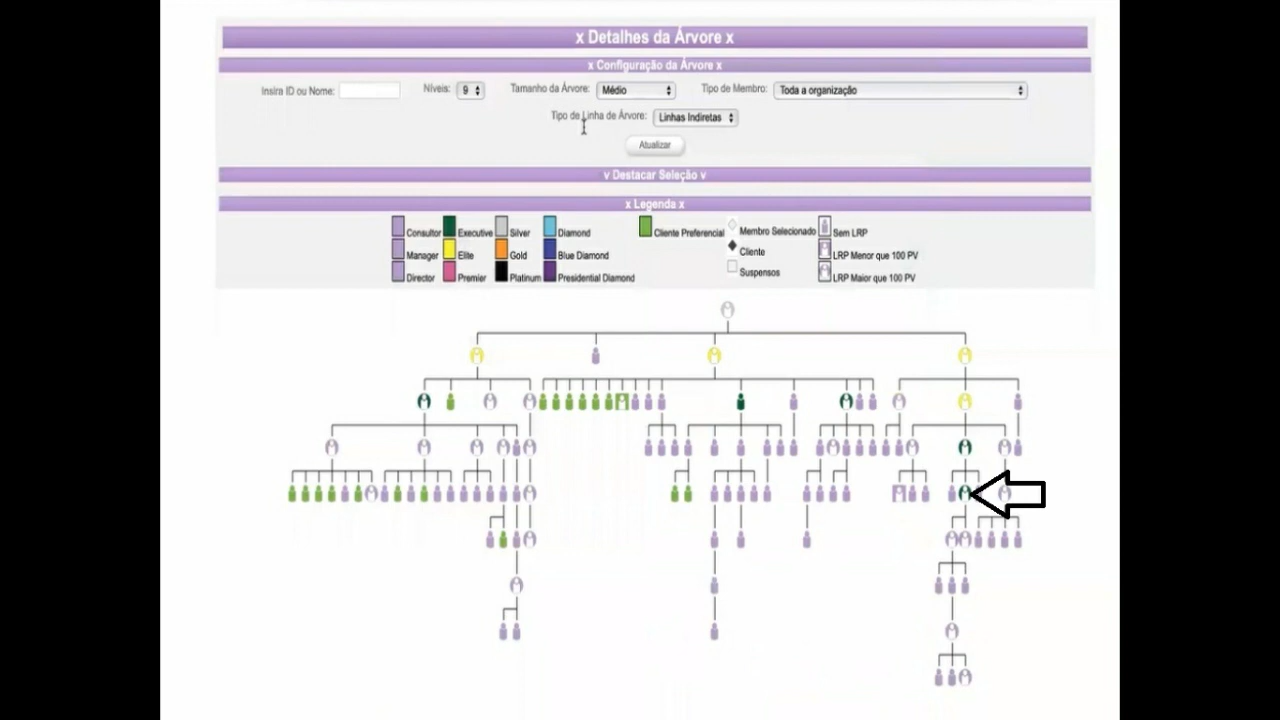 x Detalhes da Árvore x
x Configuração da Árvore x
Insira ID ou Nome: Níveis: 9 Tamanho da Árvore: Médio Tipo de Membro: Toda a organização
Tipo de Linha de Árvore: Linhas Indiretas
Atualizar
v Destacar Seleção v
x Legenda x
Consultor Executive Silver Diamond Cliente Preferencial Membro Selecionado Sem LRP
Manager Elite Gold Blue Diamond Cliente LRP Menor que 100 PV
Director Premier Platinum Presidential Diamond Suspensos LRP Maior que 100 PV